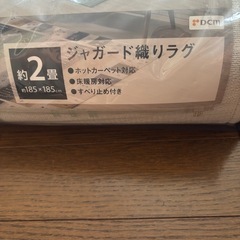 DCM
ジャガード織りラグ
約2畳
約185×185cm
●ホットカーペット対応
●床暖房対応
●すべり止め付き